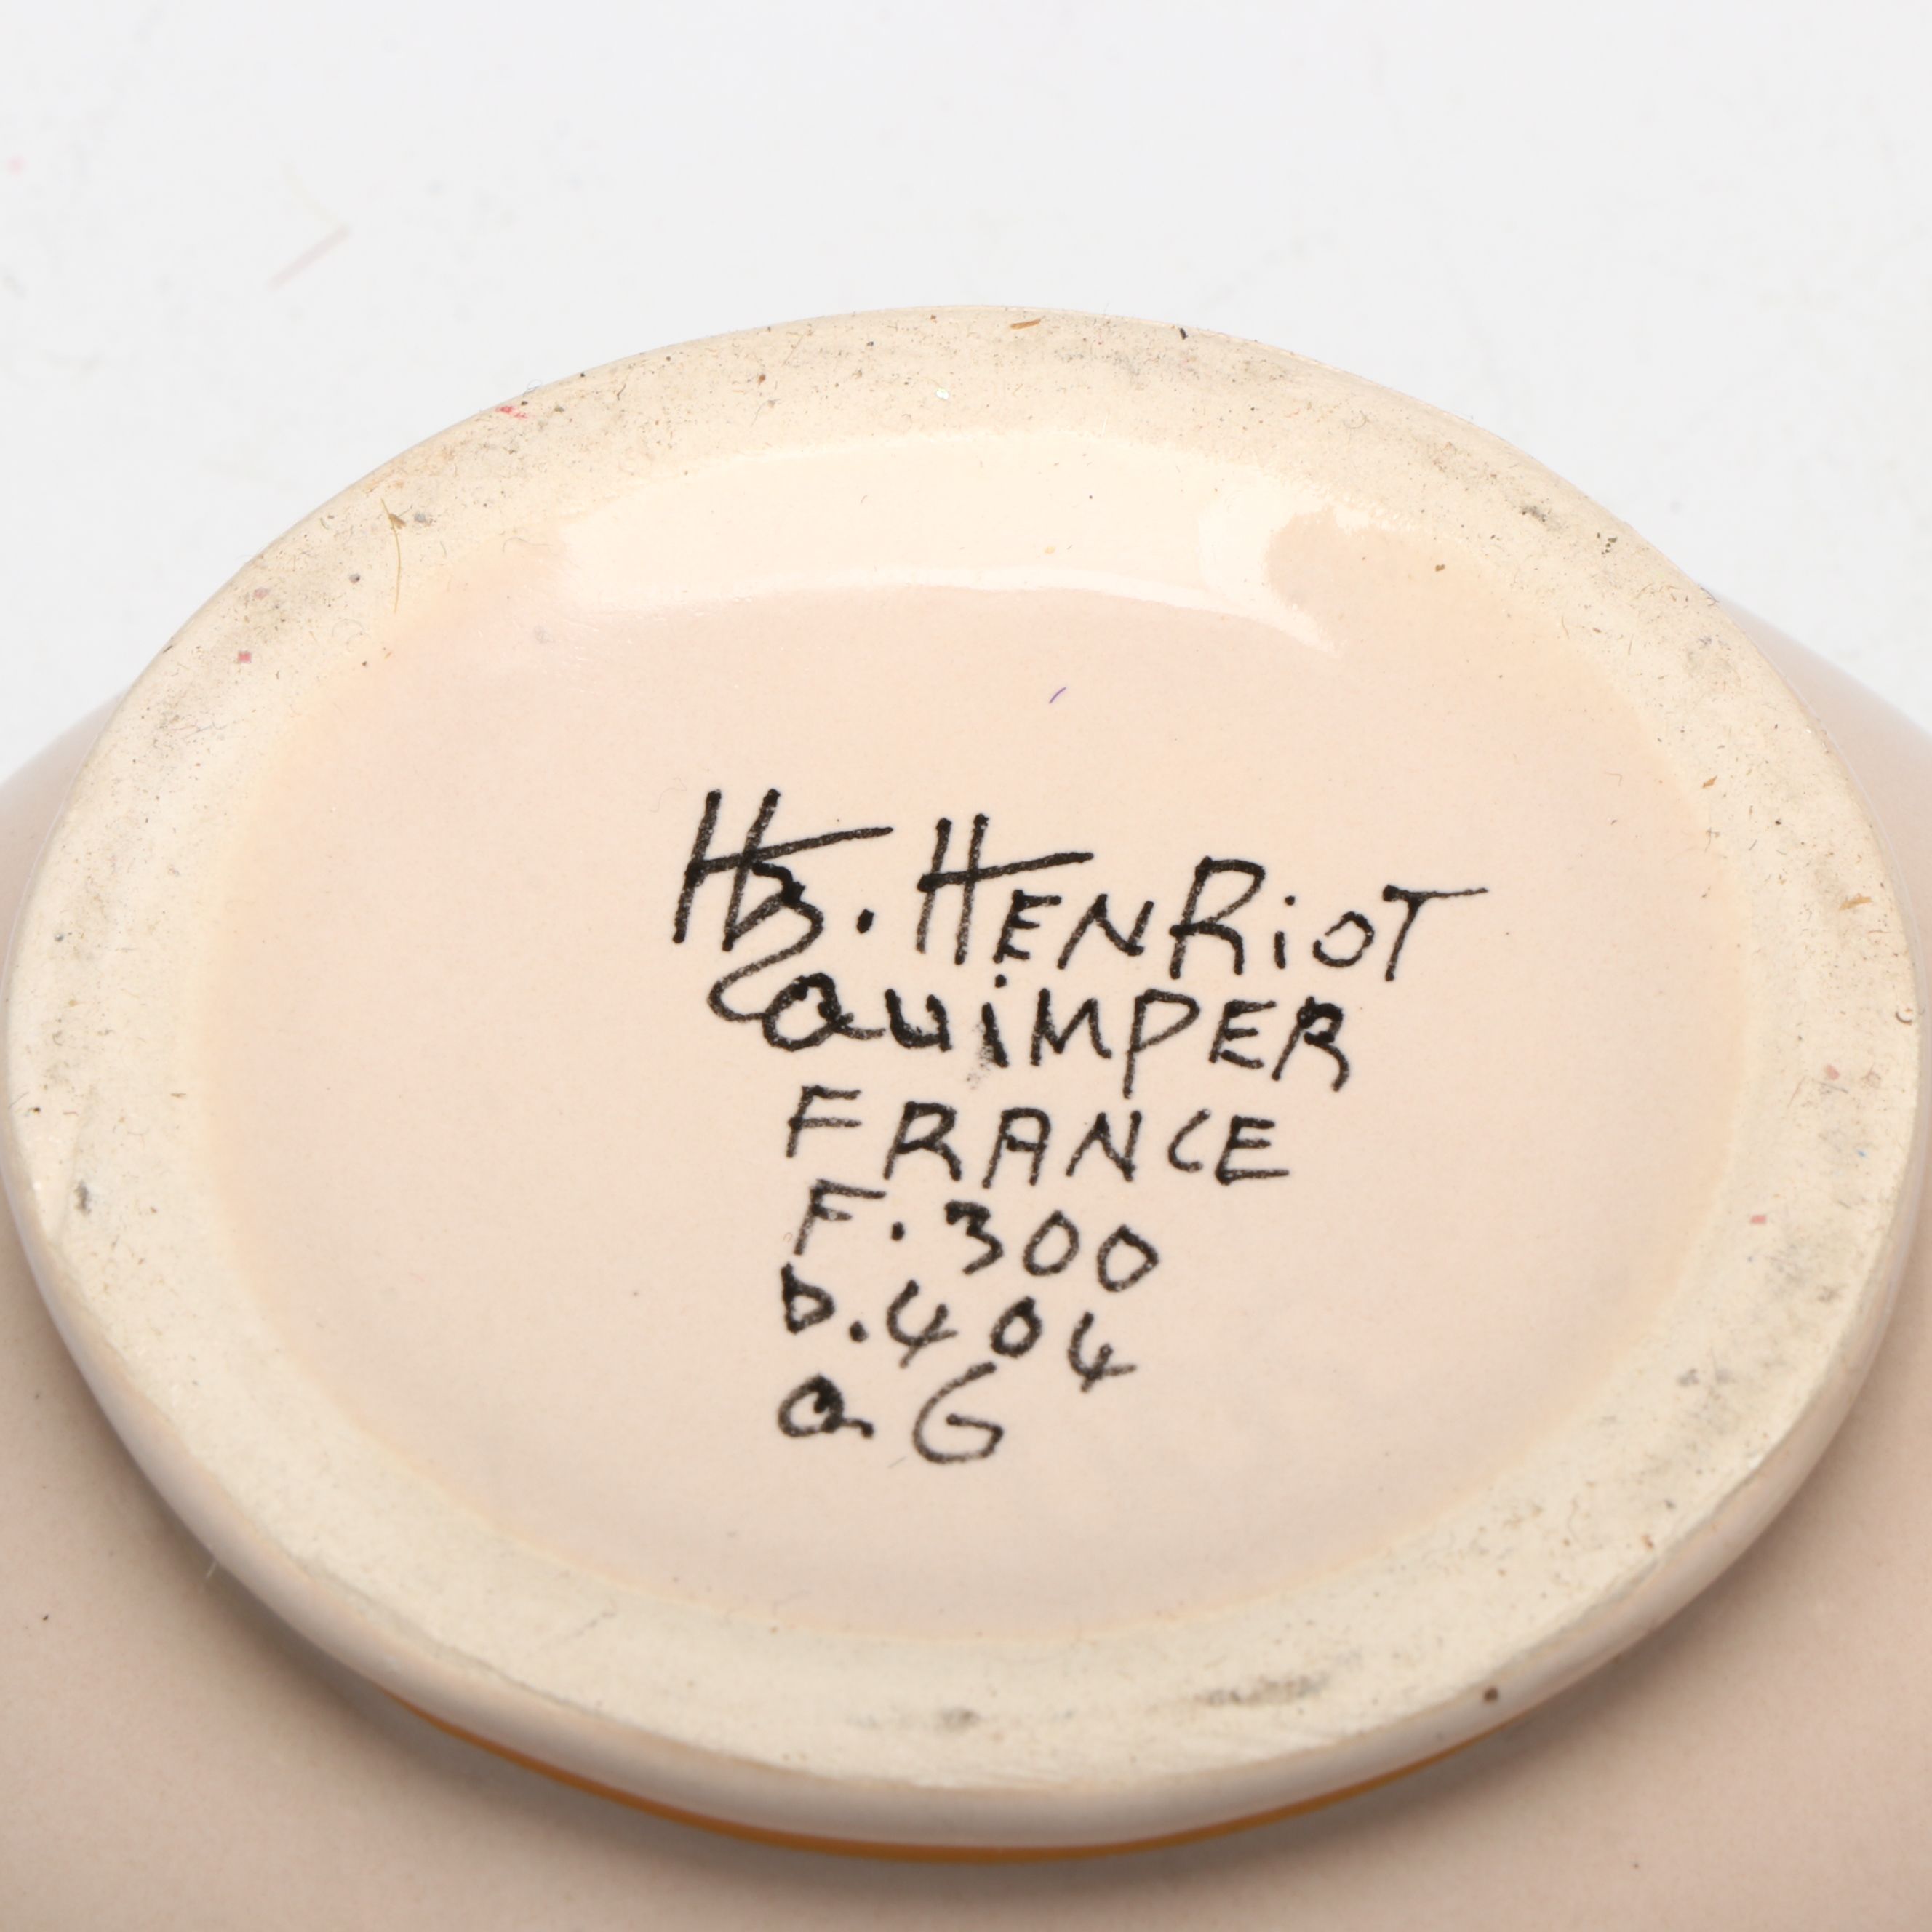 HB. HENRiOT
QUiMPER
FRANCE
F. 300
D. 404
a G